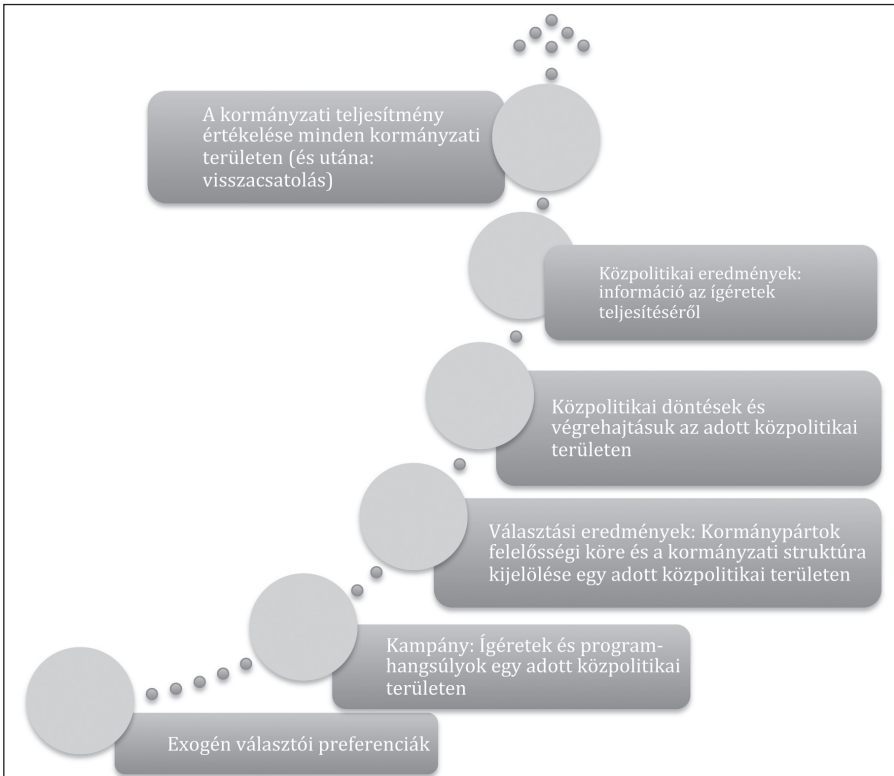 A kormányzati teljesítmény
értékelése minden kormányzati
területen (és utána:
visszacsatolás)
Közpolitikai eredmények:
információ az ígéretek
teljesítéséről
Közpolitikai döntések és
végrehajtásuk az adott közpolitikai
területen
Választási eredmények: Kormánypártok
felelősségi köre és a kormányzati struktúra
kijelölése egy adott közpolitikai területen
Kampány: Ígéretek és program-
hangsúlyok egy adott közpolitikai
területen
Exogén választói preferenciák